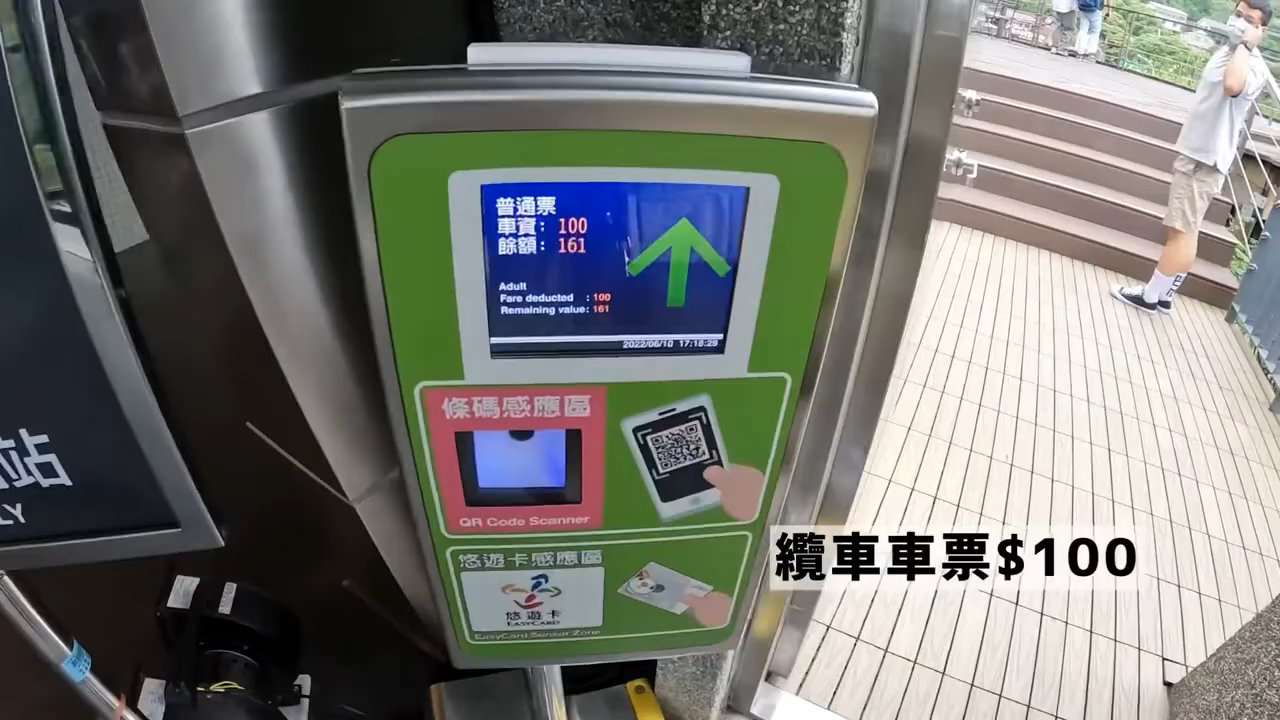 普通票
車資：100
餘額：161
Adult
Fare deducted : 100
Remaining value: 161
2022/06/10 17:18:29
條碼感應區
QR Code Scanner
悠遊卡感應區
悠遊卡
EASYCARD
EasyCard Sensor Zone
站
LY
纜車車票$100